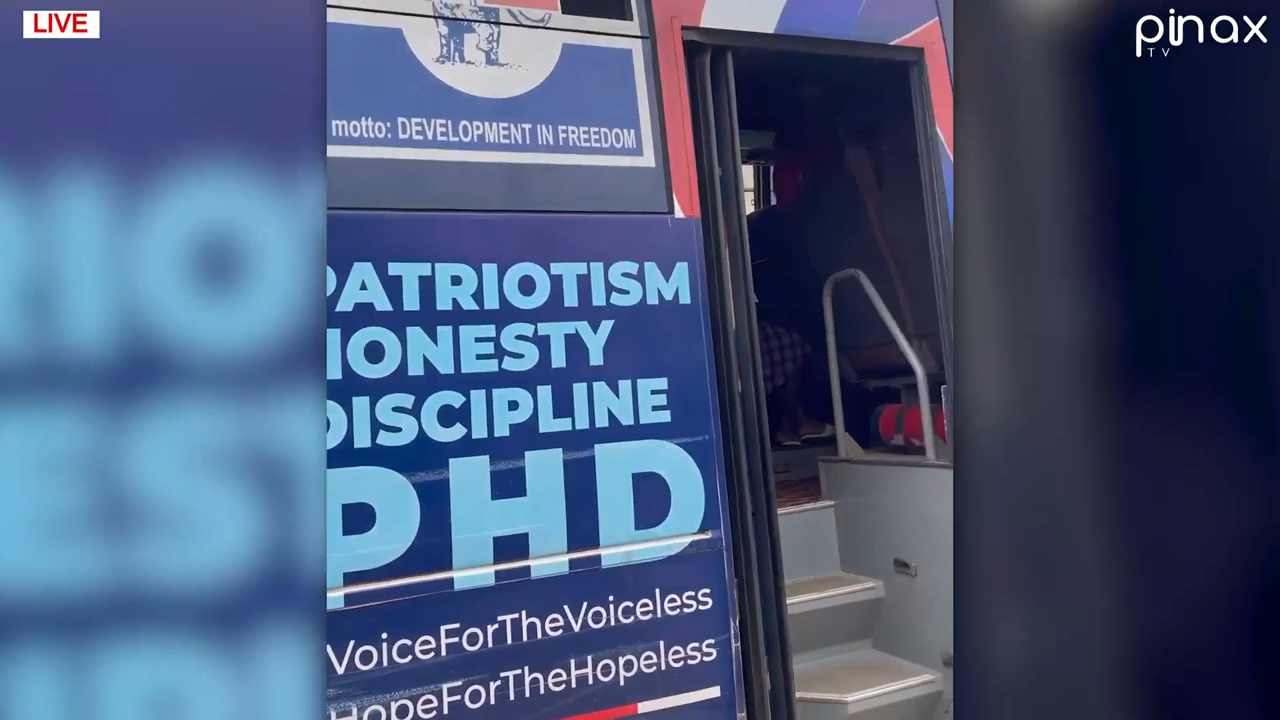 LIVE
pinax
TV
motto: DEVELOPMENT IN FREEDOM
PATRIOTISM
HONESTY
DISCIPLINE
PHD
VoiceForTheVoiceless
HopeForTheHopeless